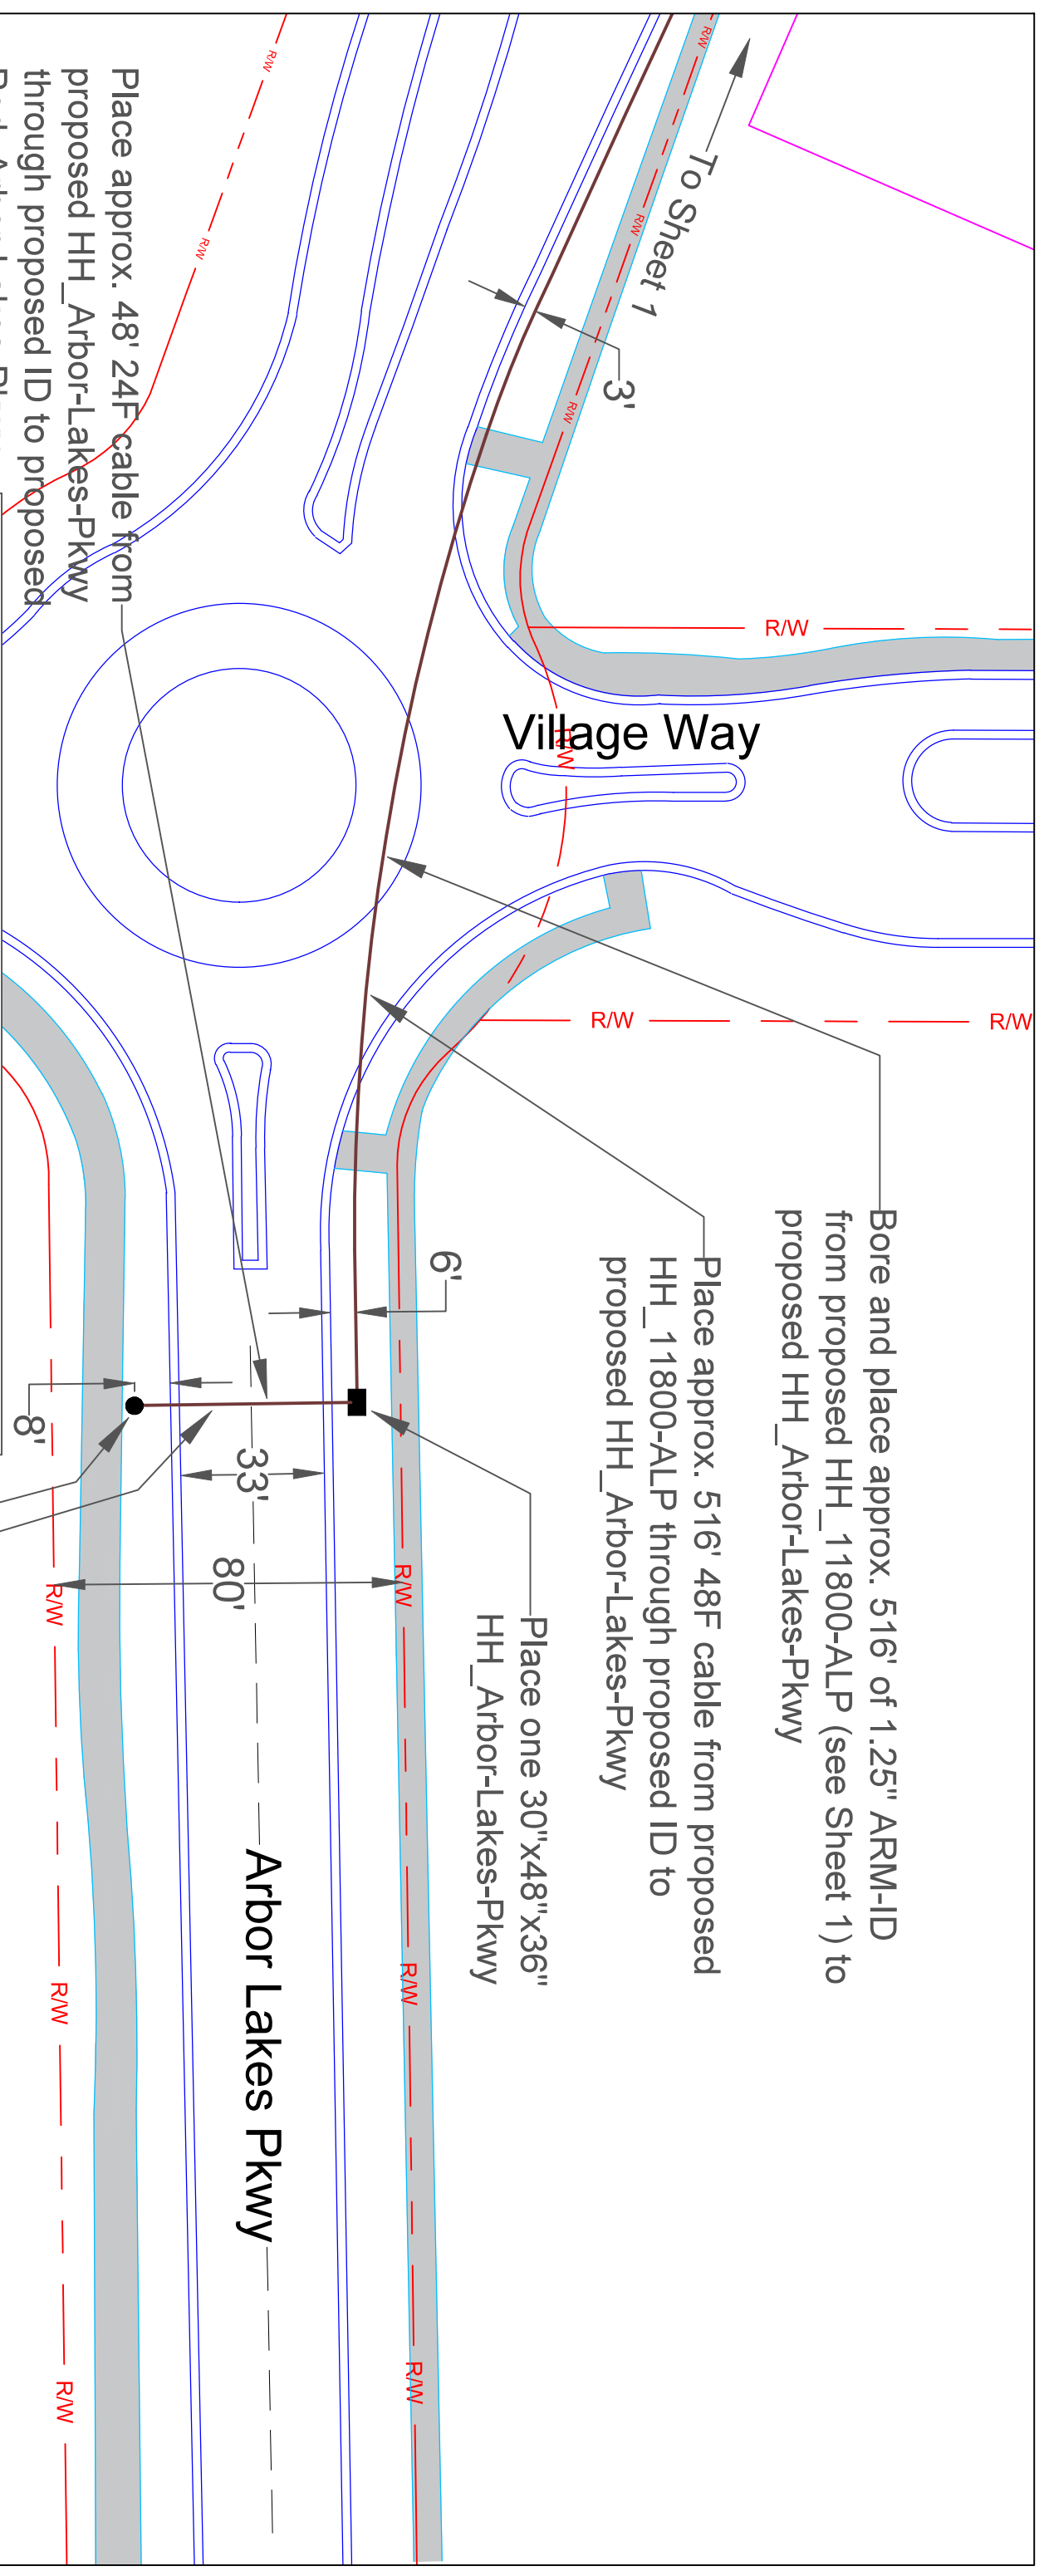 To Sheet 1
3'
Village Way
R/W
R/W
R/W
R/W
R/W
R/W
R/W
R/W
R/W
R/W
Bore and place approx. 516' of 1.25" ARM-ID
from proposed HH_11800-ALP (see Sheet 1) to
proposed HH_Arbor-Lakes-Pkwy
Place approx. 516' 48F cable from proposed
HH_11800-ALP through proposed ID to
proposed HH_Arbor-Lakes-Pkwy
Place one 30"x48"x36"
HH_Arbor-Lakes-Pkwy
6'
33'
80'
8'
R/W
R/W
R/W
R/W
R/W
R/W
Arbor Lakes Pkwy
Place approx. 48' 24F cable from
proposed HH_Arbor-Lakes-Pkwy
through proposed ID to proposed